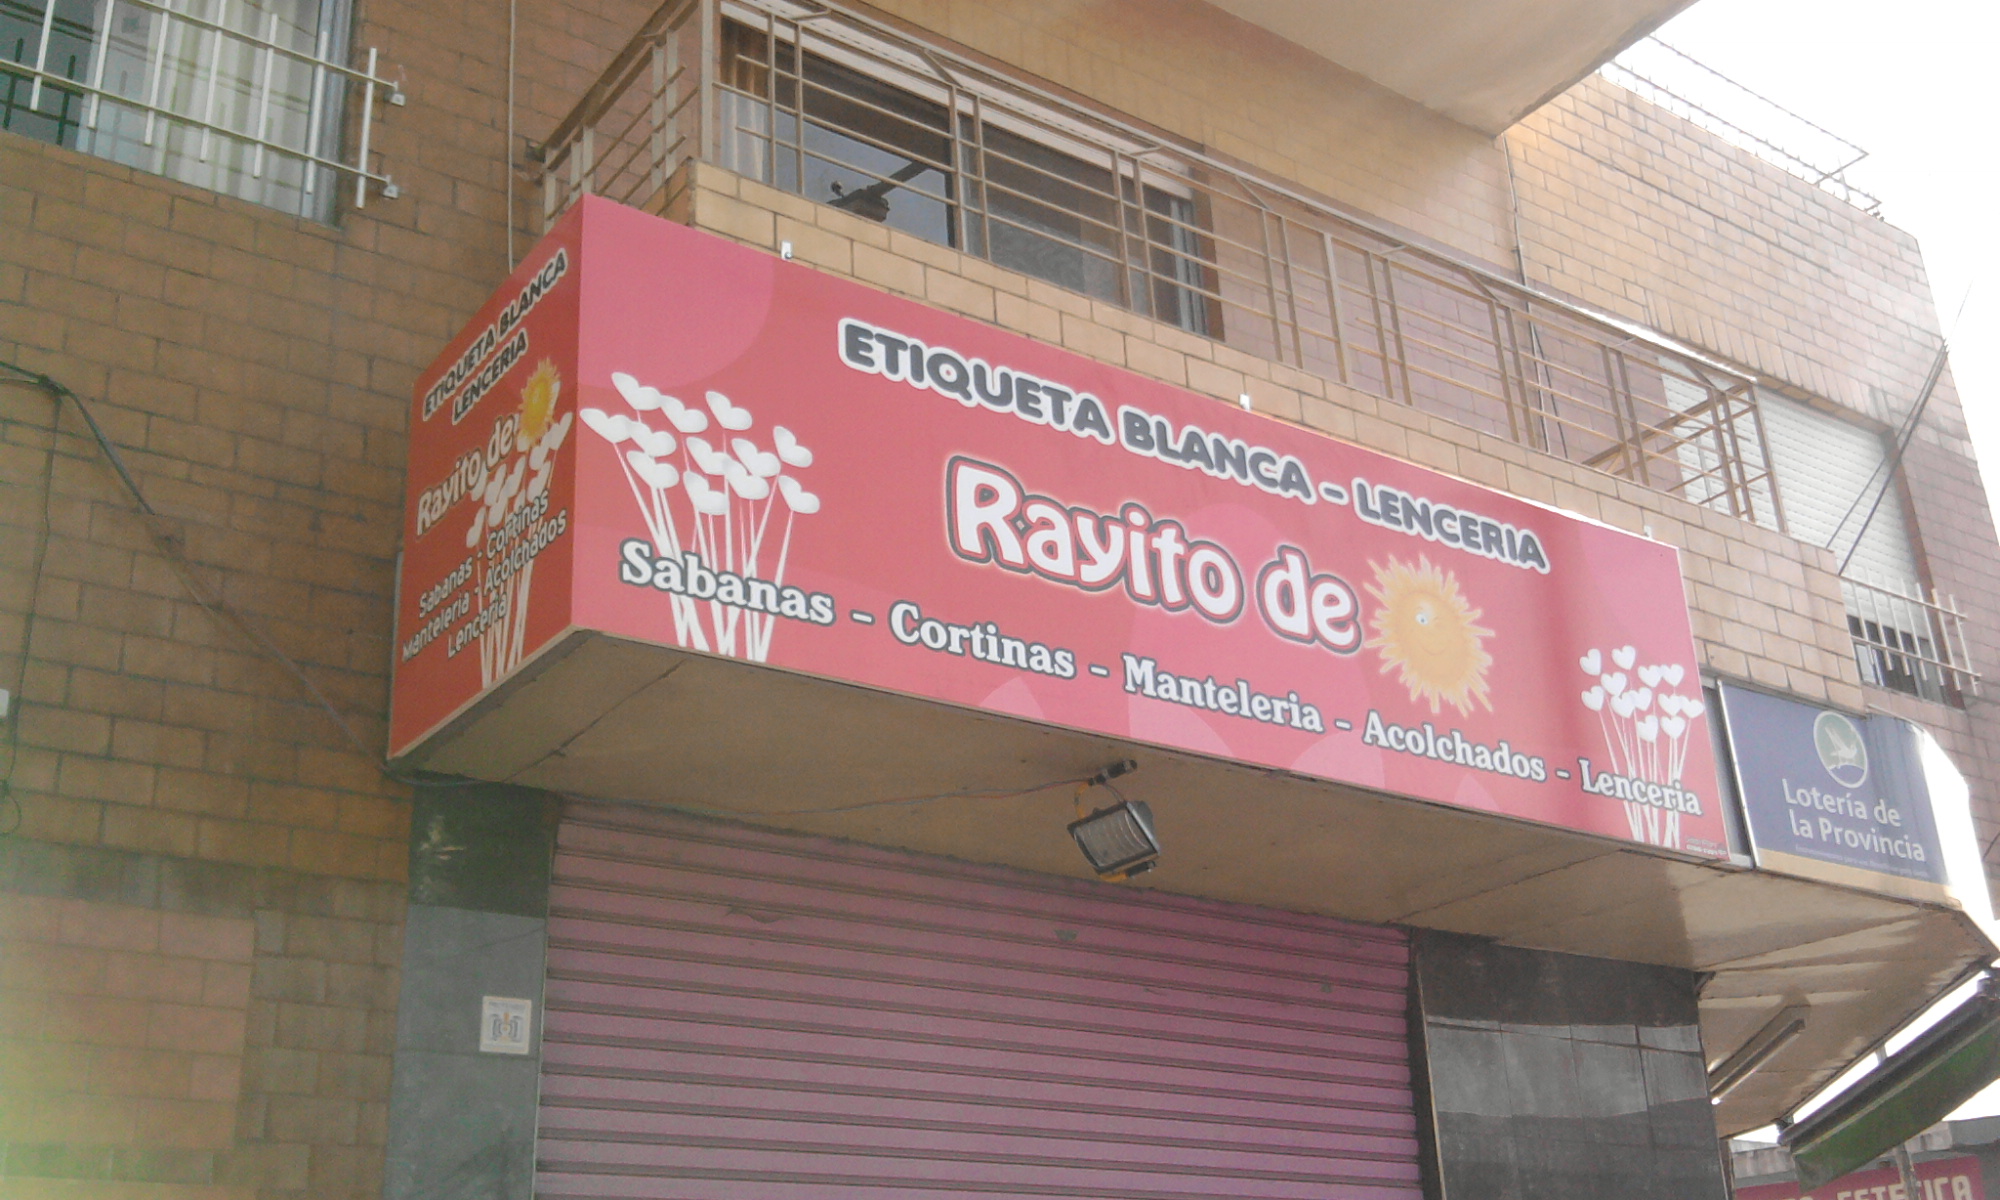 ETIQUETA BLANCA
LENCERIA
Rayito de
Sabanas - Cortinas
Manteleria - Acolchados
Lenceria
ETIQUETA BLANCA - LENCERIA
Rayito de
Sabanas - Cortinas - Manteleria - Acolchados - Lenceria
Lotería de
la Provincia
ESTETICA